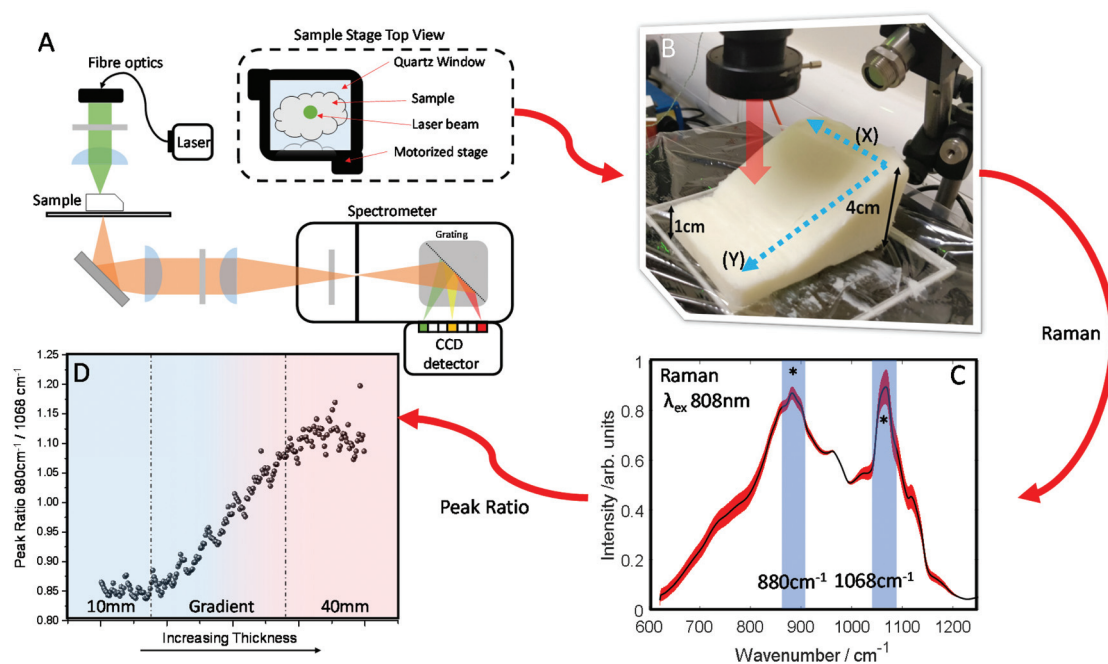 A
Fibre optics
Laser
Sample
Sample Stage Top View
Quartz Window
Sample
Laser beam
Motorized stage
Spectrometer
Grating
CCD
detector
B
(X)
4cm
1cm
(Y)
Raman
C
Raman
λex 808nm
*
*
880cm-1
1068cm-1
Intensity /arb. units
1
0.8
0.6
0.4
0.2
0
600
700
800
900
1000
1100
1200
Wavenumber / cm-1
Peak Ratio
D
Peak Ratio 880cm-1 / 1068 cm-1
1.25
1.20
1.15
1.10
1.05
1.00
0.95
0.90
0.85
0.80
10mm
Gradient
40mm
Increasing Thickness